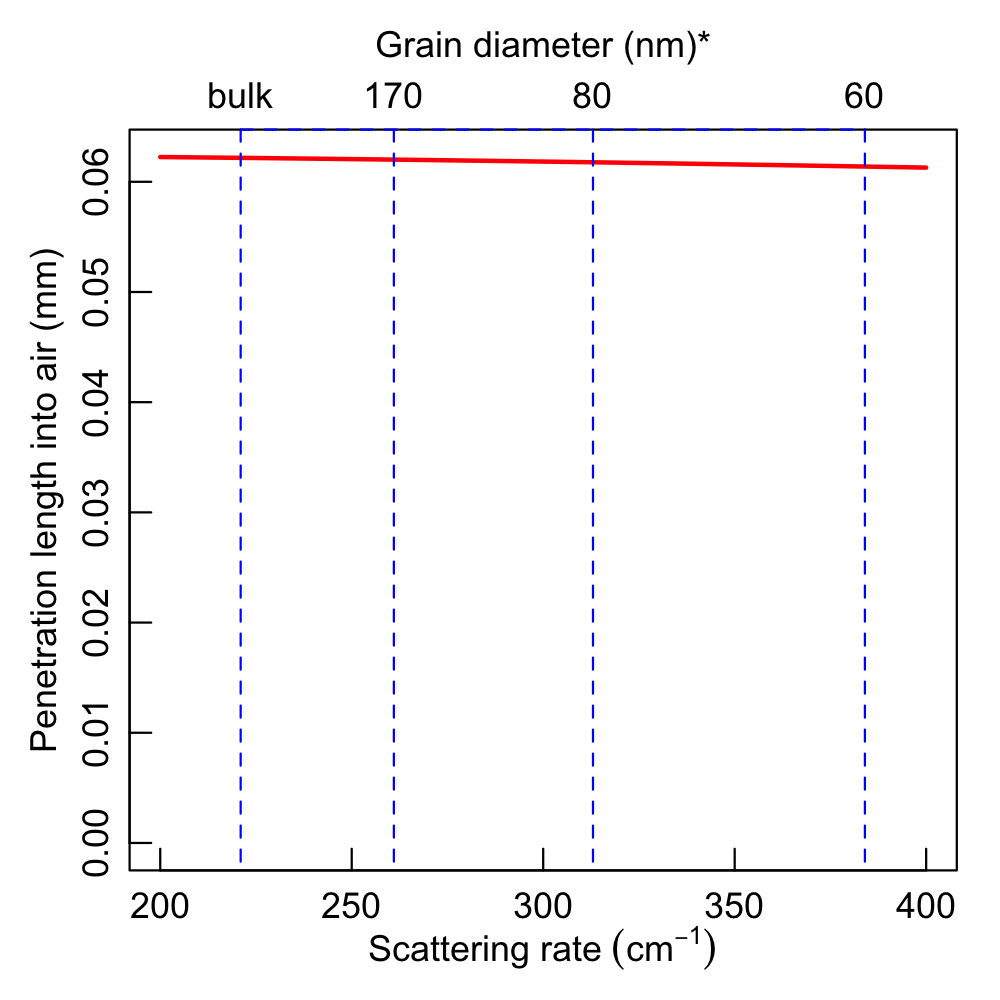 Grain diameter (nm)*
bulk 170 80 60
Penetration length into air (mm)
0.06
0.05
0.04
0.03
0.02
0.01
0.00
200 250 300 350 400
Scattering rate (cm⁻¹)